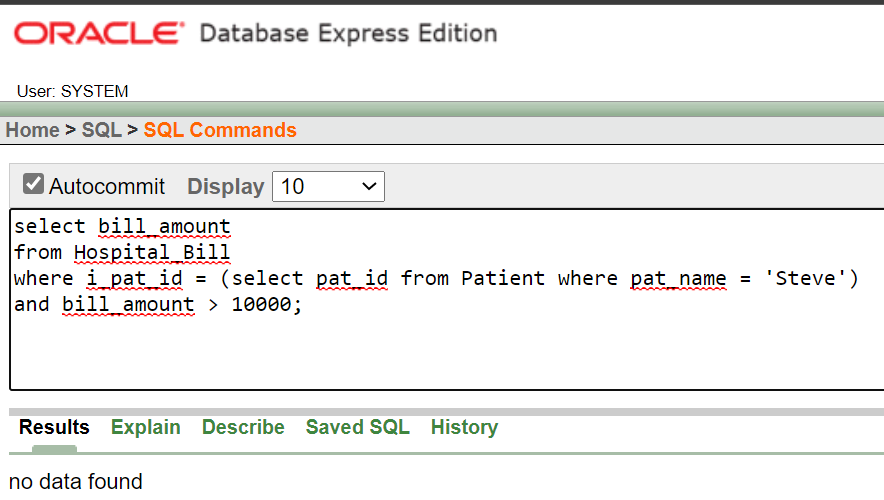 ORACLE Database Express Edition
User: SYSTEM
Home > SQL > SQL Commands
Autocommit Display 10
select bill_amount
from Hospital_Bill
where i_pat_id = (select pat_id from Patient where pat_name = 'Steve')
and bill_amount > 10000;
Results Explain Describe Saved SQL History
no data found